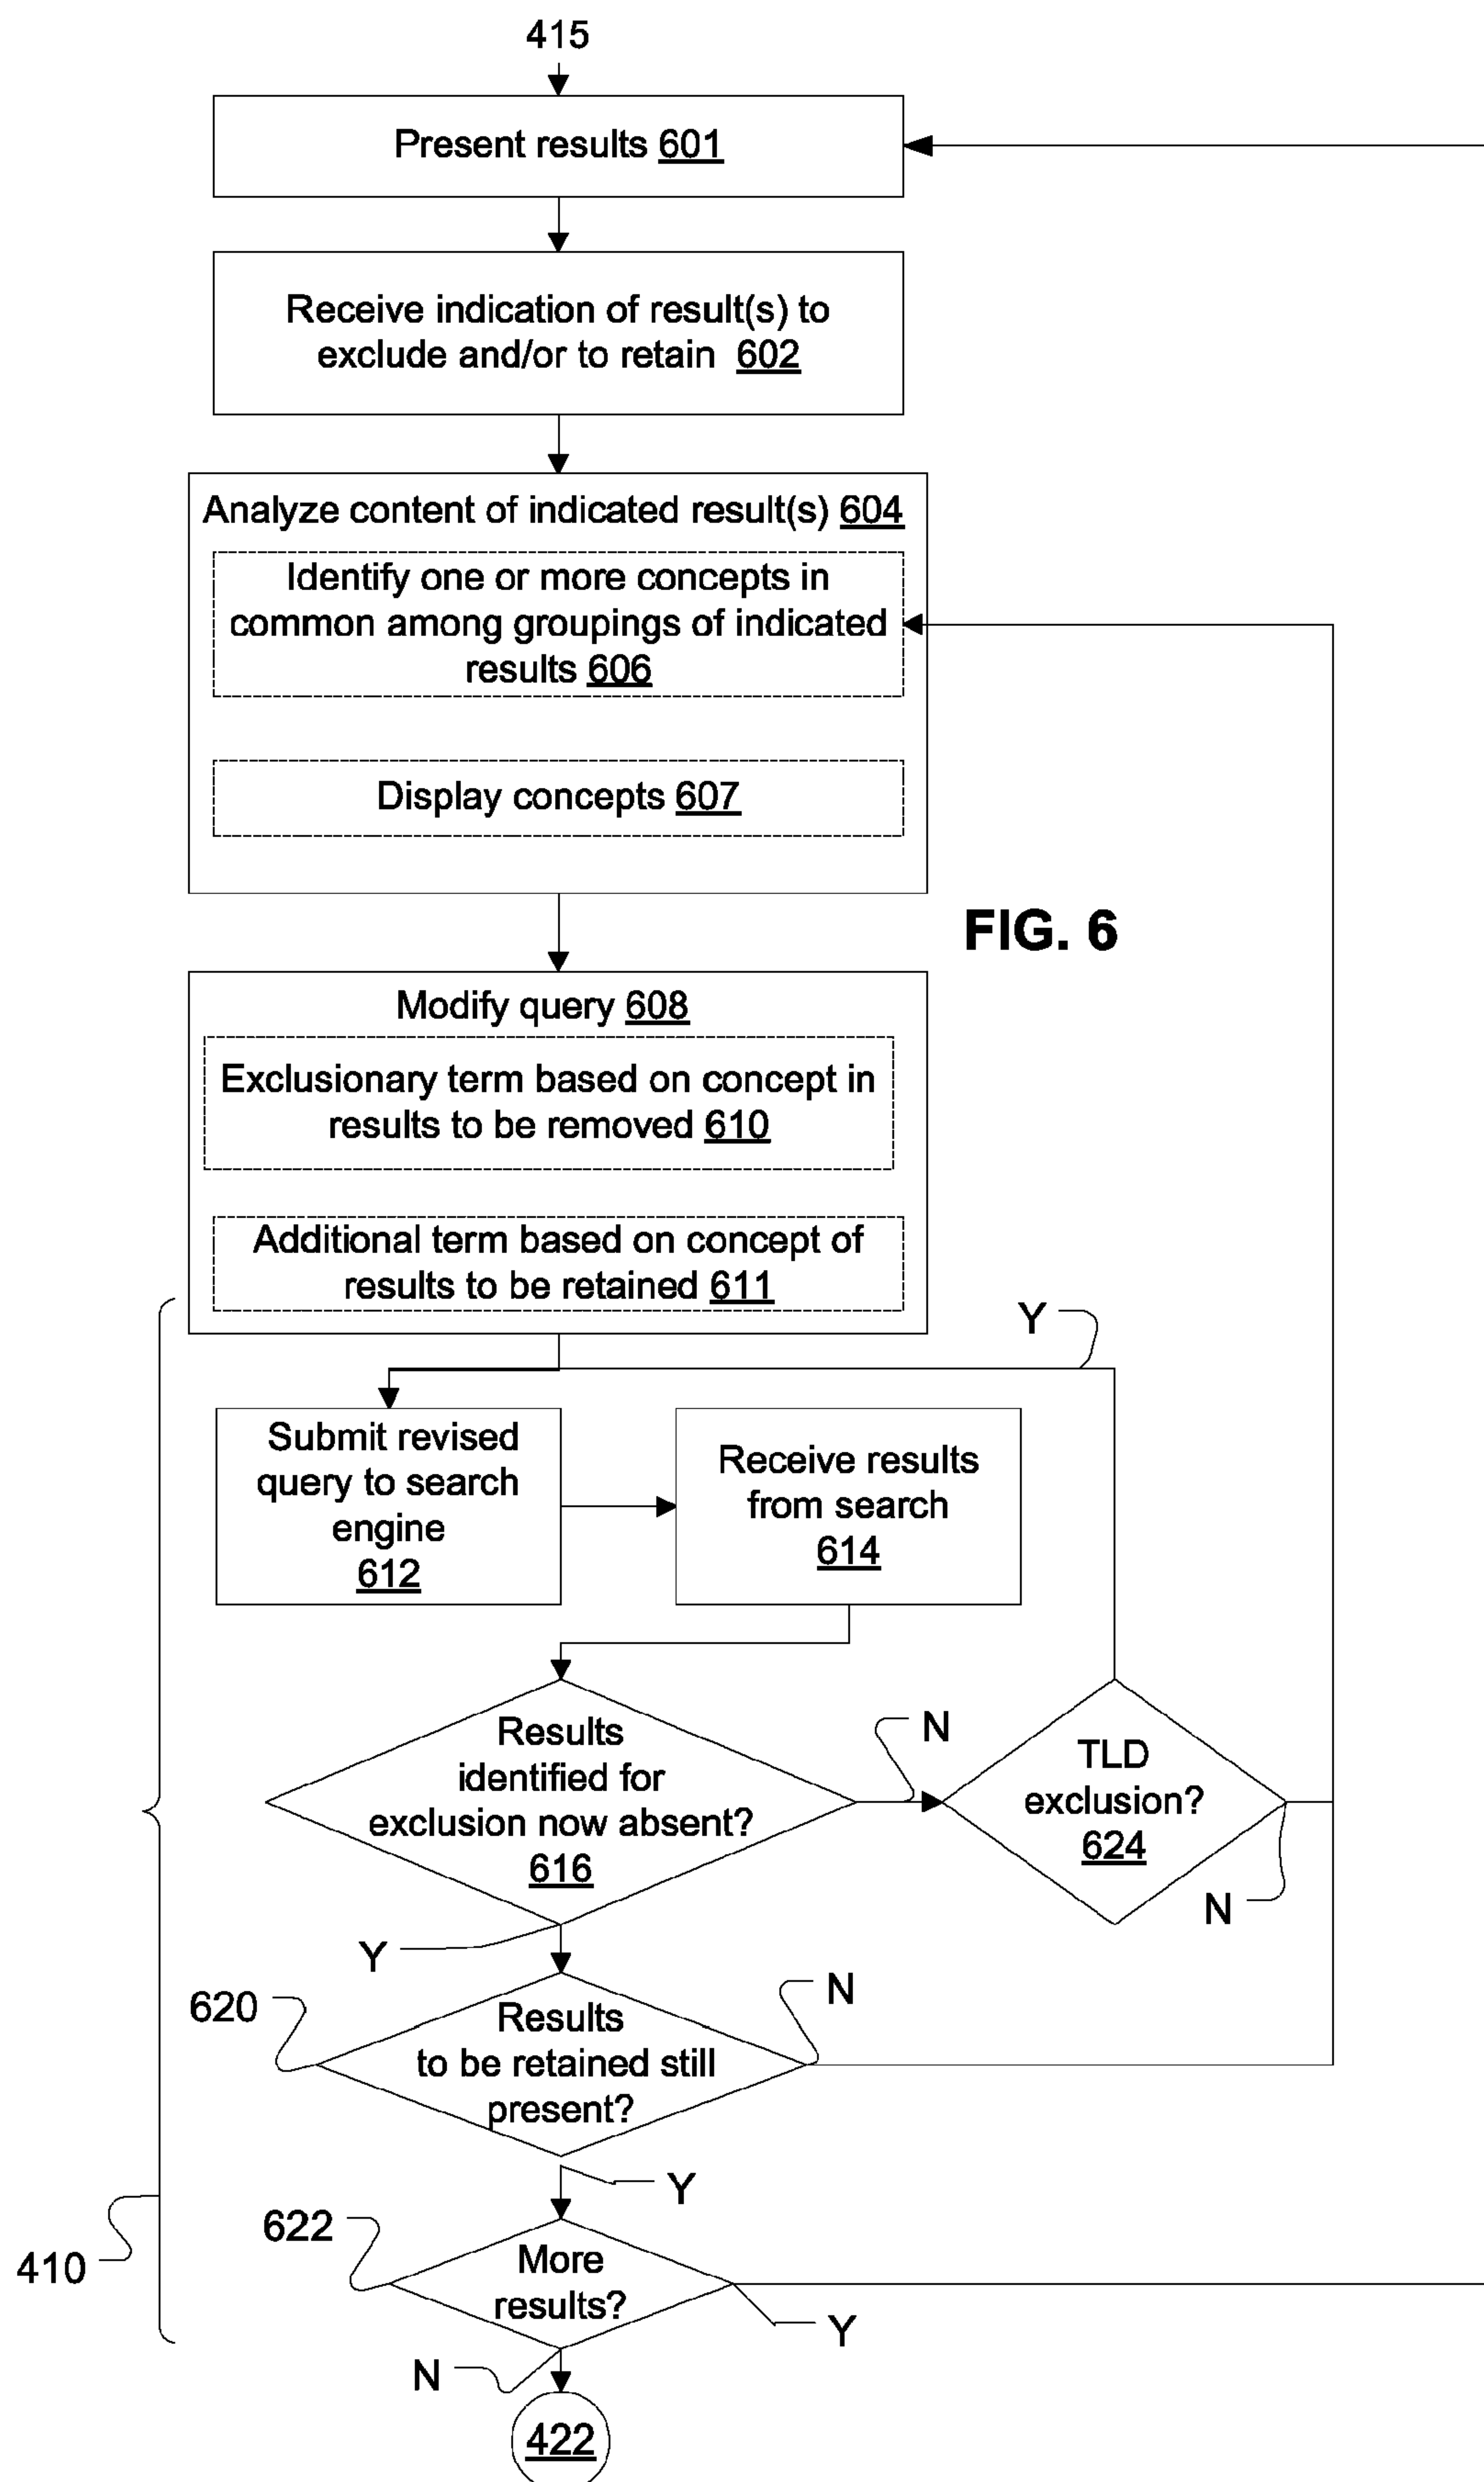 415
Present results 601
Receive indication of result(s) to
exclude and/or to retain 602
Analyze content of indicated result(s) 604
Identify one or more concepts in
common among groupings of indicated
results 606
Display concepts 607
FIG. 6
Modify query 608
Exclusionary term based on concept in
results to be removed 610
Additional term based on concept of
results to be retained 611
Y
Submit revised
query to search
engine
612
Receive results
from search
614
Results
identified for
exclusion now absent?
616
N
TLD
exclusion?
624
N
Y
620
Results
to be retained still
present?
N
Y
622
More
results?
410
Y
N
422